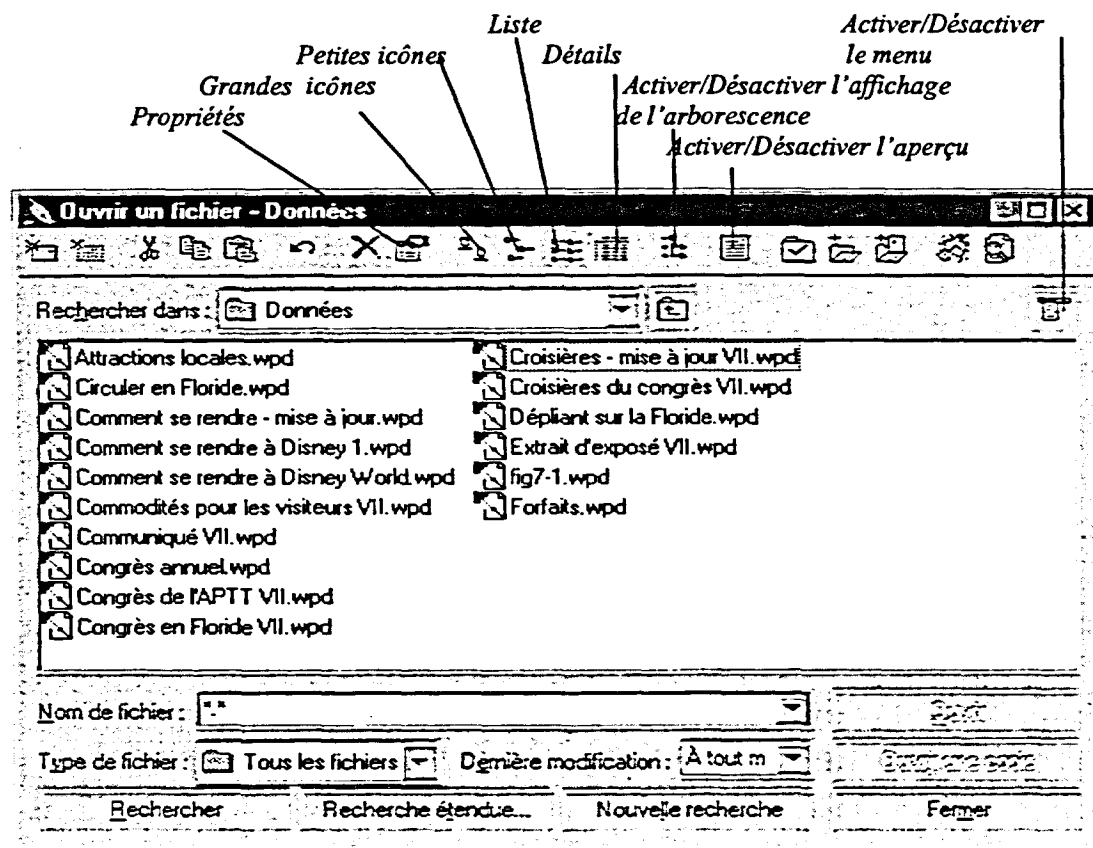 Liste
Activer/Désactiver
le menu
Petites icônes
Détails
Grandes icônes
Activer/Désactiver l'affichage
de l'arborescence
Propriétés
Activer/Désactiver l'aperçu
Ouvrir un fichier - Données
Rechercher dans : Données
Attractions locales.wpd
Circuler en Floride.wpd
Comment se rendre - mise à jour.wpd
Comment se rendre à Disney 1.wpd
Comment se rendre à Disney World.wpd
Commodités pour les visiteurs VII.wpd
Communiqué VII.wpd
Congrès annuel.wpd
Congrès de l'APTT VII.wpd
Congrès en Floride VII.wpd
Croisières - mise à jour VII.wpd
Croisières du congrès VII.wpd
Dépliant sur la Floride.wpd
Extrait d'exposé VII.wpd
fig7-1.wpd
Forfaits.wpd
Nom de fichier : *.*
Type de fichier : Tous les fichiers Dernière modification : À tout m
Rechercher Recherche étendue... Nouvelle recherche Fermer